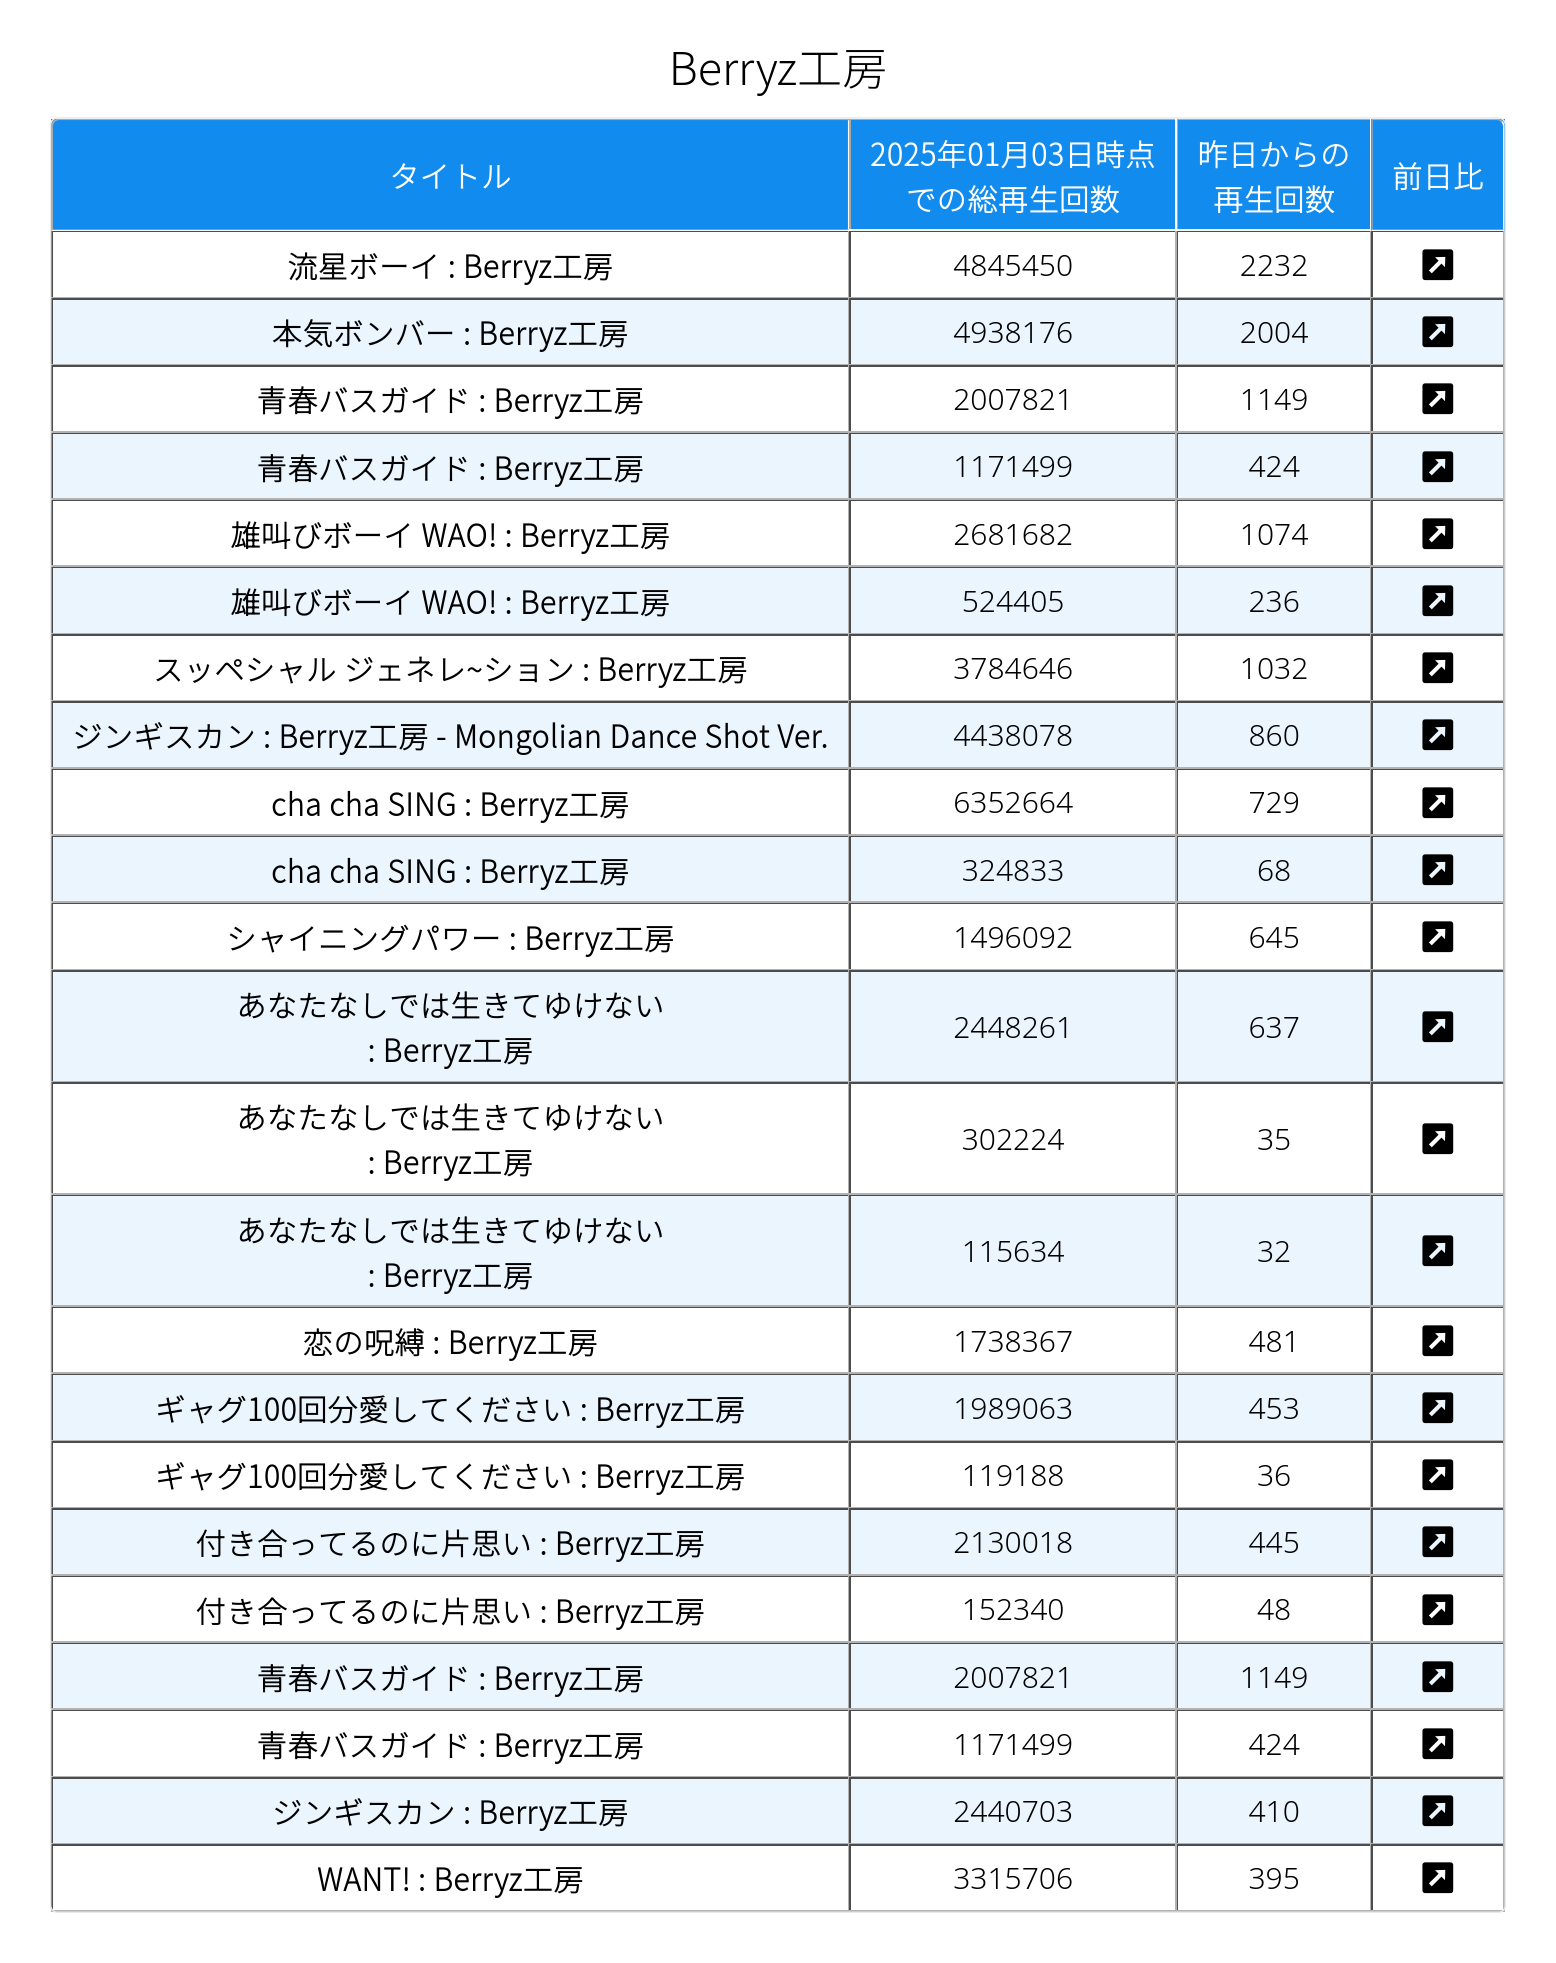 Berryz工房
タイトル 2025年01月03日時点での総再生回数 昨日からの再生回数 前日比
流星ボーイ : Berryz工房 4845450 2232
本気ボンバー : Berryz工房 4938176 2004
青春バスガイド : Berryz工房 2007821 1149
青春バスガイド : Berryz工房 1171499 424
雄叫びボーイ WAO! : Berryz工房 2681682 1074
雄叫びボーイ WAO! : Berryz工房 524405 236
スッペシャル ジェネレ~ション : Berryz工房 3784646 1032
ジンギスカン : Berryz工房 - Mongolian Dance Shot Ver. 4438078 860
cha cha SING : Berryz工房 6352664 729
cha cha SING : Berryz工房 324833 68
シャイニングパワー : Berryz工房 1496092 645
あなたなしでは生きてゆけない : Berryz工房 2448261 637
あなたなしでは生きてゆけない : Berryz工房 302224 35
あなたなしでは生きてゆけない : Berryz工房 115634 32
恋の呪縛 : Berryz工房 1738367 481
ギャグ100回分愛してください : Berryz工房 1989063 453
ギャグ100回分愛してください : Berryz工房 119188 36
付き合ってるのに片思い : Berryz工房 2130018 445
付き合ってるのに片思い : Berryz工房 152340 48
青春バスガイド : Berryz工房 2007821 1149
青春バスガイド : Berryz工房 1171499 424
ジンギスカン : Berryz工房 2440703 410
WANT! : Berryz工房 3315706 395